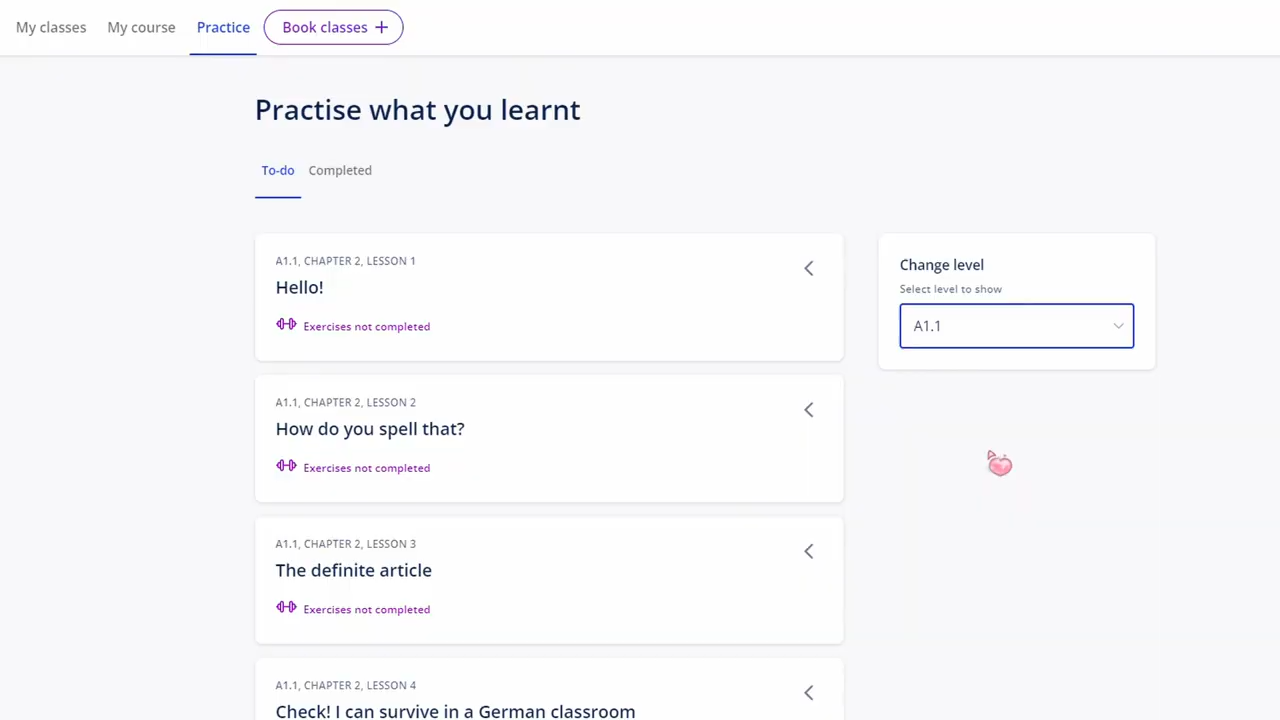 My classes My course Practice Book classes +
Practise what you learnt
To-do Completed
A1.1, CHAPTER 2, LESSON 1
Hello!
Exercises not completed
Change level
Select level to show
A1.1
A1.1, CHAPTER 2, LESSON 2
How do you spell that?
Exercises not completed
A1.1, CHAPTER 2, LESSON 3
The definite article
Exercises not completed
A1.1, CHAPTER 2, LESSON 4
Check! I can survive in a German classroom